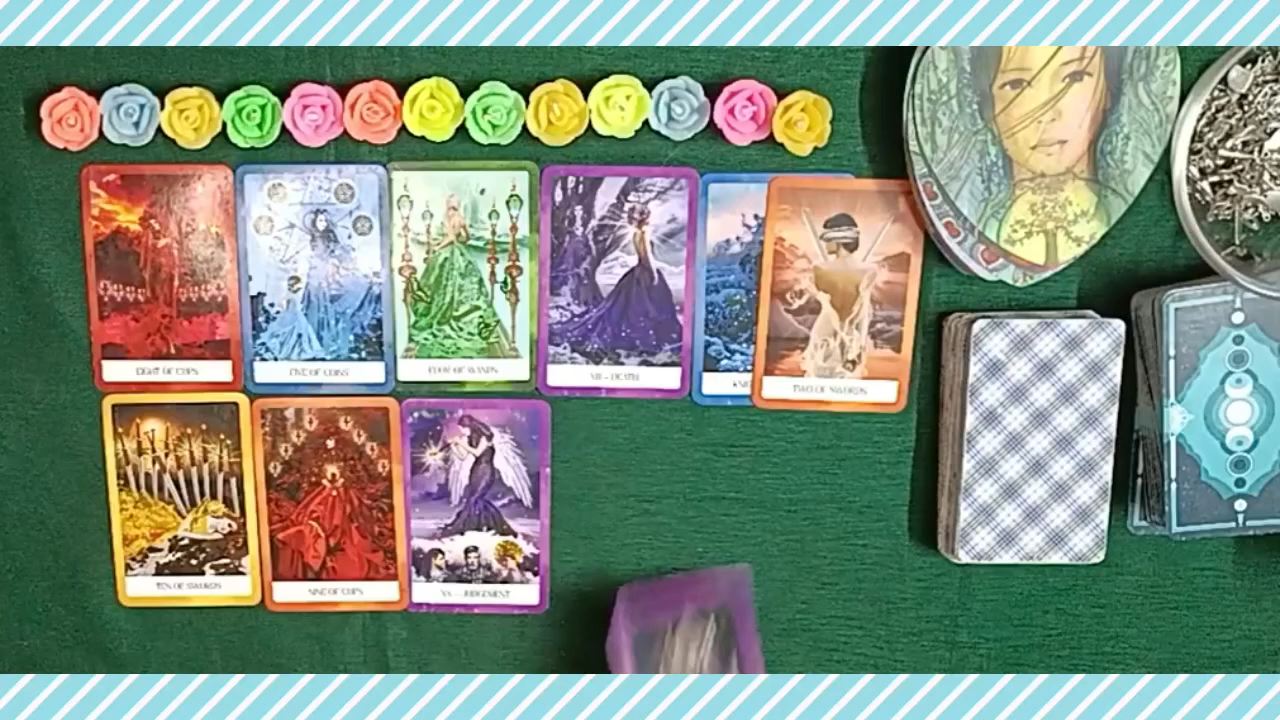 EIGHT OF CUPS
FIVE OF COINS
FOUR OF WANDS
XIII – DEATH
TWO OF SWORDS
TEN OF SWORDS
NINE OF CUPS
XX – JUDGEMENT